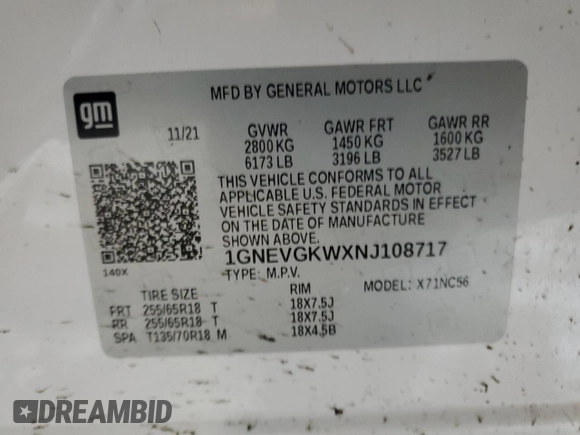 gm
MFD BY GENERAL MOTORS LLC
11/21
GVWR GAWR FRT GAWR RR
2800 KG 1450 KG 1600 KG
6173 LB 3196 LB 3527 LB
THIS VEHICLE CONFORMS TO ALL
APPLICABLE U.S. FEDERAL MOTOR
VEHICLE SAFETY STANDARDS IN EFFECT
ON THE DATE OF MANUFACTURE
SHOWN ABOVE.
140X
1GNEVGKWXNJ108717
TYPE: M.P.V. MODEL: X71NC56
TIRE SIZE RIM
FRT 255/65R18 T 18X7.5J
RR 255/65R18 T 18X7.5J
SPA T135/70R18 M 18X4.5B
DREAMBID